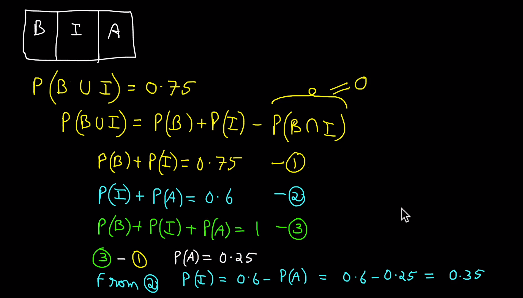 B I A
P(B ∪ I) = 0.75
0
P(B∪I) = P(B)+P(I) - P(B∩I)
P(B)+P(I) = 0.75 -①
P(I)+P(A) = 0.6 -②
P(B)+P(I)+P(A) = 1 -③
③ - ① P(A) = 0.25
From ② P(I) = 0.6 - P(A) = 0.6 - 0.25 = 0.35